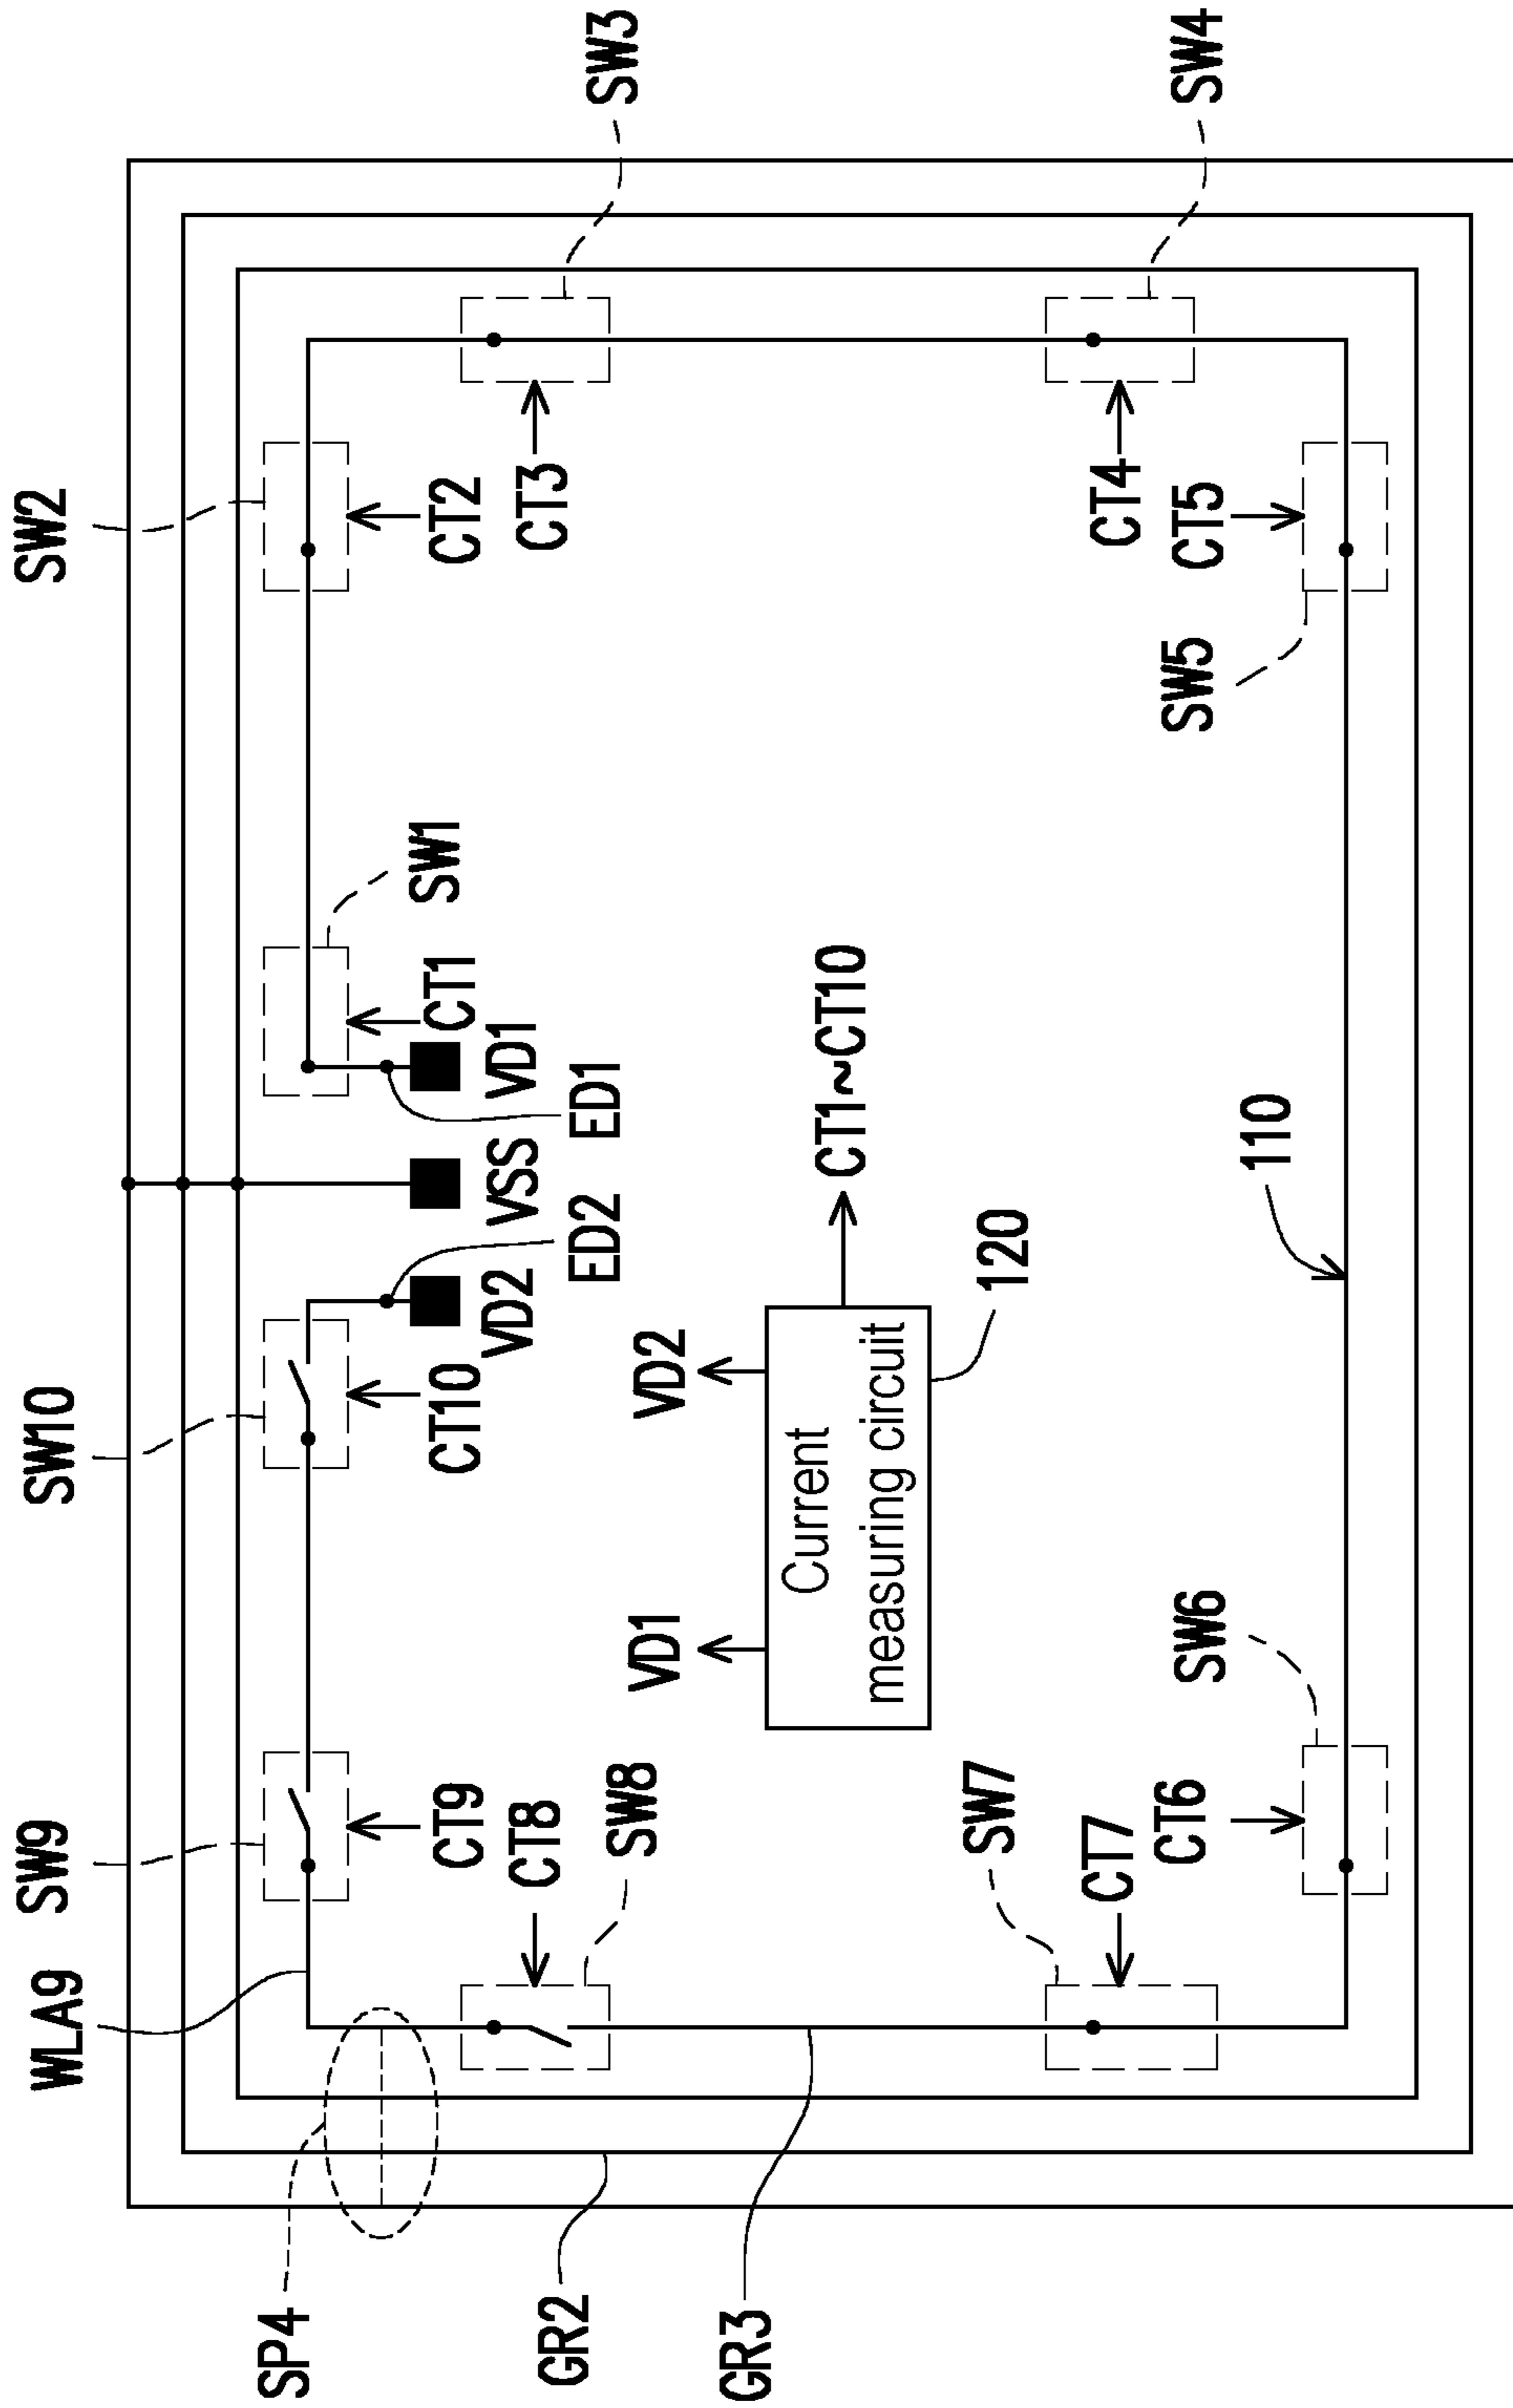 SW3
SW4
SW2
CT2
CT3
CT4
CT5
SW5
SW1
CT1
VD1
ED1
VSS
ED2
VD2
CT1~CT10
110
120
SW10
CT10
VD2
VD1
Current
measuring circuit
SW9
CT9
CT8
SW8
SW7
CT7
CT6
SW6
WLA9
SP4
GR2
GR3